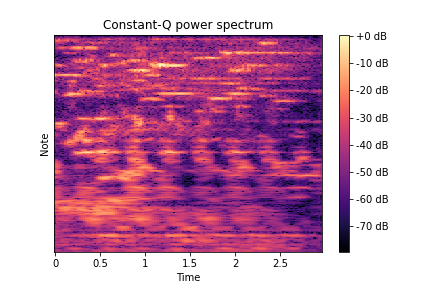 Constant-Q power spectrum
+0 dB
-10 dB
-20 dB
-30 dB
-40 dB
-50 dB
-60 dB
-70 dB
Note
0
0.5
1
1.5
2
2.5
Time